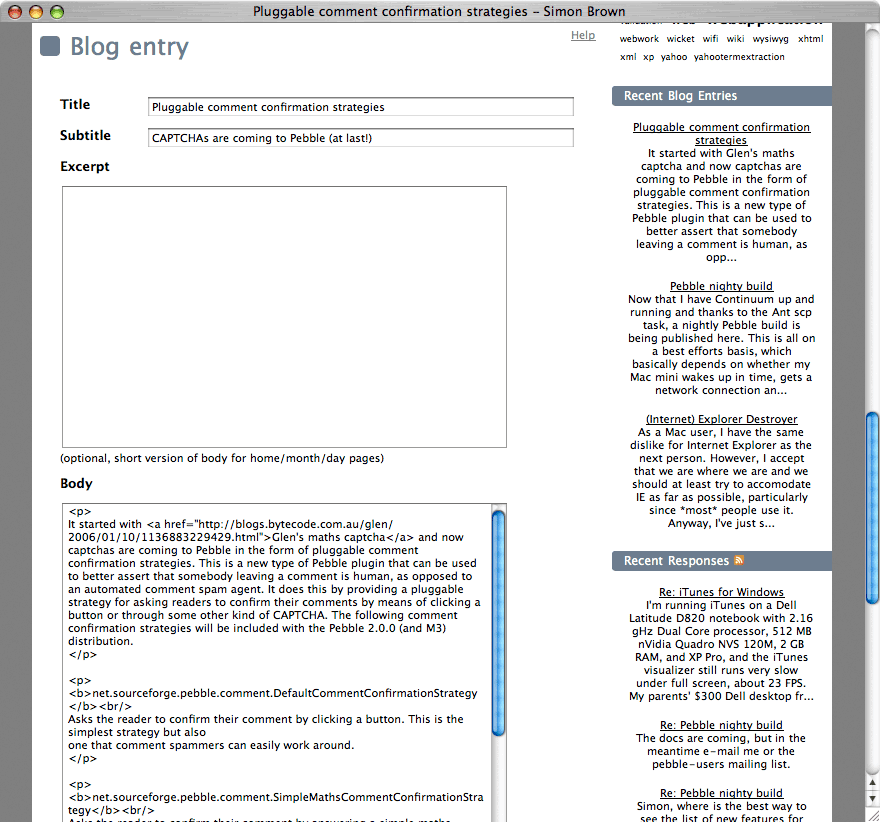 Pluggable comment confirmation strategies – Simon Brown
Blog entry
Help
Title
Pluggable comment confirmation strategies
Subtitle
CAPTCHAs are coming to Pebble (at last!)
Excerpt
(optional, short version of body for home/month/day pages)
Body
<p>
It started with <a href="http://blogs.bytecode.com.au/glen/
2006/01/10/1136883229429.html">Glen's maths captcha</a> and now
captchas are coming to Pebble in the form of pluggable comment
confirmation strategies. This is a new type of Pebble plugin that can be used
to better assert that somebody leaving a comment is human, as opposed to
an automated comment spam agent. It does this by providing a pluggable
strategy for asking readers to confirm their comments by means of clicking a
button or through some other kind of CAPTCHA. The following comment
confirmation strategies will be included with the Pebble 2.0.0 (and M3)
distribution.
</p>
<p>
<b>net.sourceforge.pebble.comment.DefaultCommentConfirmationStrategy
</b><br/>
Asks the reader to confirm their comment by clicking a button. This is the
simplest strategy but also
one that comment spammers can easily work around.
</p>
<p>
<b>net.sourceforge.pebble.comment.SimpleMathsCommentConfirmationStra
tegy</b><br/>
Asks the reader to confirm their comment by answering a simple maths
web webapplication
webwork wicket wifi wiki wysiwyg xhtml
xml xp yahoo yahootermextraction
Recent Blog Entries
Pluggable comment confirmation
strategies
It started with Glen's maths
captcha and now captchas are
coming to Pebble in the form of
pluggable comment confirmation
strategies. This is a new type of
Pebble plugin that can be used to
better assert that somebody
leaving a comment is human, as
opp...
Pebble nighty build
Now that I have Continuum up and
running and thanks to the Ant scp
task, a nightly Pebble build is
being published here. This is all on
a best efforts basis, which
basically depends on whether my
Mac mini wakes up in time, gets a
network connection an...
(Internet) Explorer Destroyer
As a Mac user, I have the same
dislike for Internet Explorer as the
next person. However, I accept
that we are where we are and we
should at least try to accomodate
IE as far as possible, particularly
since *most* people use it.
Anyway, I've just s...
Recent Responses
Re: iTunes for Windows
I'm running iTunes on a Dell
Latitude D820 notebook with 2.16
gHz Dual Core processor, 512 MB
nVidia Quadro NVS 120M, 2 GB
RAM, and XP Pro, and the iTunes
visualizer still runs very slow
under full screen, about 23 FPS.
My parents' $300 Dell desktop fr...
Re: Pebble nighty build
The docs are coming, but in the
meantime e-mail me or the
pebble-users mailing list.
Re: Pebble nighty build
Simon, where is the best way to
see the list of new features for